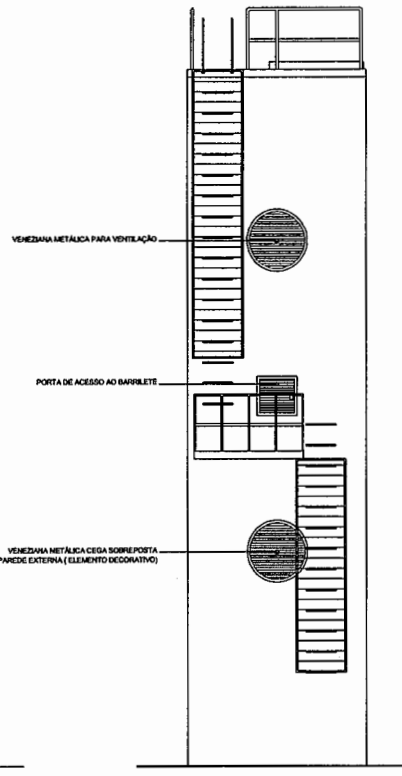 VENEZIANA METÁLICA PARA VENTILAÇÃO
PORTA DE ACESSO AO BARRILETE
VENEZIANA METÁLICA CEGA SOBREPOSTA
PAREDE EXTERNA ( ELEMENTO DECORATIVO)